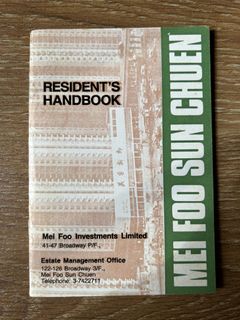 RESIDENT'S
HANDBOOK
MEI FOO SUN CHUEN
Mei Foo Investments Limited
41-47 Broadway P/F.,
Estate Management Office
122-126 Broadway 3/F.,
Mei Foo Sun Chuen
Telephone: 3-7422711